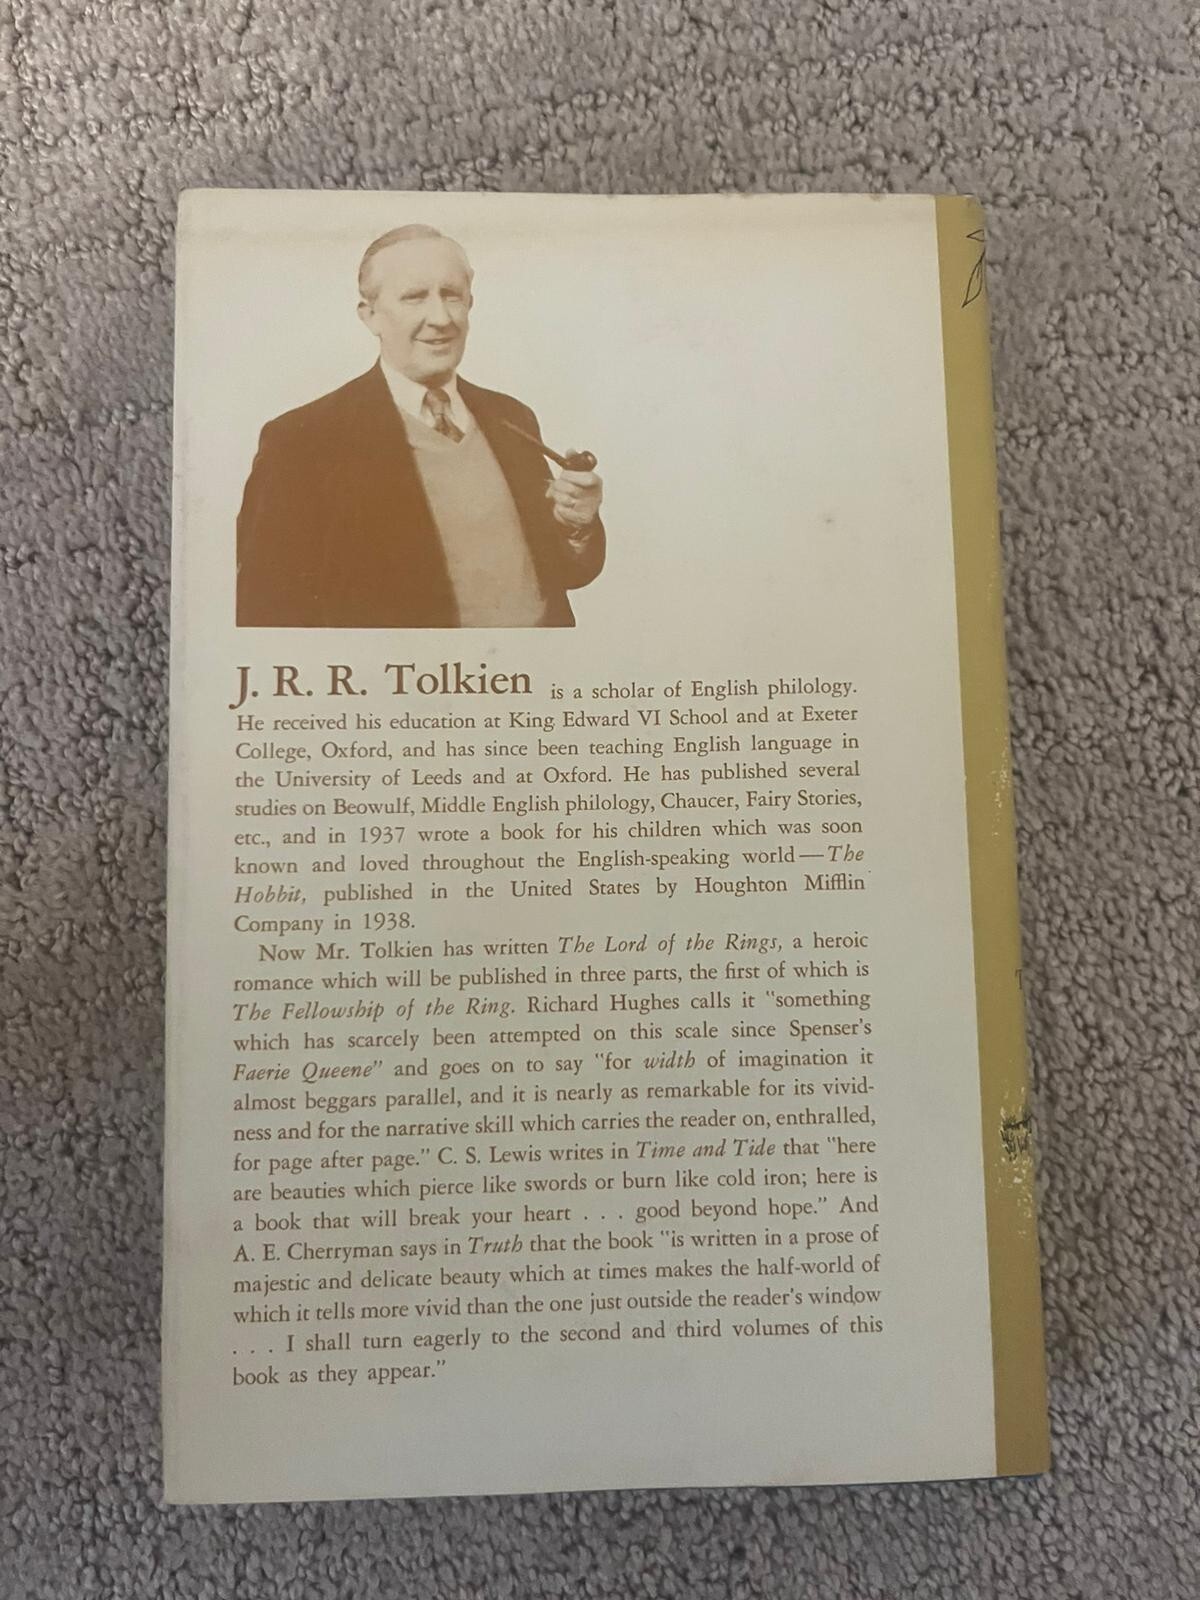 J. R. R. Tolkien is a scholar of English philology.
He received his education at King Edward VI School and at Exeter
College, Oxford, and has since been teaching English language in
the University of Leeds and at Oxford. He has published several
studies on Beowulf, Middle English philology, Chaucer, Fairy Stories,
etc., and in 1937 wrote a book for his children which was soon
known and loved throughout the English-speaking world—The
Hobbit, published in the United States by Houghton Mifflin
Company in 1938.
Now Mr. Tolkien has written The Lord of the Rings, a heroic
romance which will be published in three parts, the first of which is
The Fellowship of the Ring. Richard Hughes calls it "something
which has scarcely been attempted on this scale since Spenser's
Faerie Queene" and goes on to say "for width of imagination it
almost beggars parallel, and it is nearly as remarkable for its vivid-
ness and for the narrative skill which carries the reader on, enthralled,
for page after page." C. S. Lewis writes in Time and Tide that "here
are beauties which pierce like swords or burn like cold iron; here is
a book that will break your heart . . . good beyond hope." And
A. E. Cherryman says in Truth that the book "is written in a prose of
majestic and delicate beauty which at times makes the half-world of
which it tells more vivid than the one just outside the reader's window
. . . I shall turn eagerly to the second and third volumes of this
book as they appear."